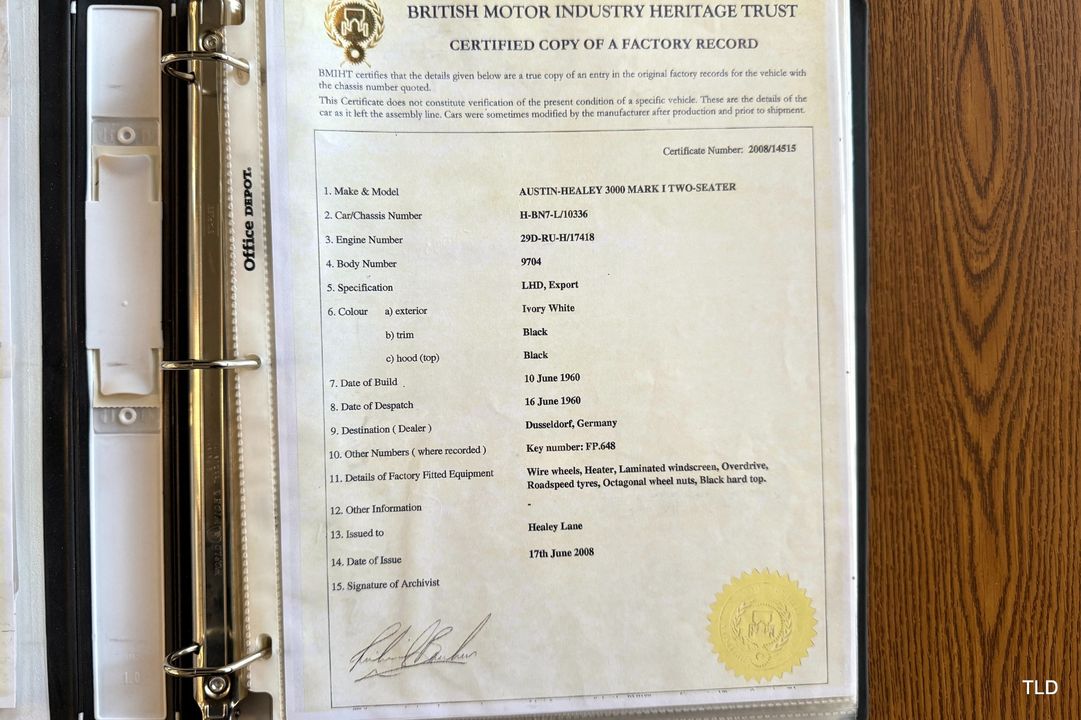 BRITISH MOTOR INDUSTRY HERITAGE TRUST
CERTIFIED COPY OF A FACTORY RECORD
BMIHT certifies that the details given below are a true copy of an entry in the original factory records for the vehicle with
the chassis number quoted.
This Certificate does not constitute verification of the present condition of a specific vehicle. These are the details of the
car as it left the assembly line. Cars were sometimes modified by the manufacturer after production and prior to shipment.
Certificate Number: 2008/14515
1. Make & Model AUSTIN-HEALEY 3000 MARK I TWO-SEATER
2. Car/Chassis Number H-BN7-L/10336
3. Engine Number 29D-RU-H/17418
4. Body Number 9704
5. Specification LHD, Export
6. Colour a) exterior Ivory White
b) trim Black
c) hood (top) Black
7. Date of Build 10 June 1960
8. Date of Despatch 16 June 1960
9. Destination ( Dealer ) Dusseldorf, Germany
10. Other Numbers ( where recorded ) Key number: FP.648
11. Details of Factory Fitted Equipment Wire wheels, Heater, Laminated windscreen, Overdrive,
Roadspeed tyres, Octagonal wheel nuts, Black hard top.
12. Other Information -
13. Issued to Healey Lane
14. Date of Issue 17th June 2008
15. Signature of Archivist
Office DEPOT.
TLD